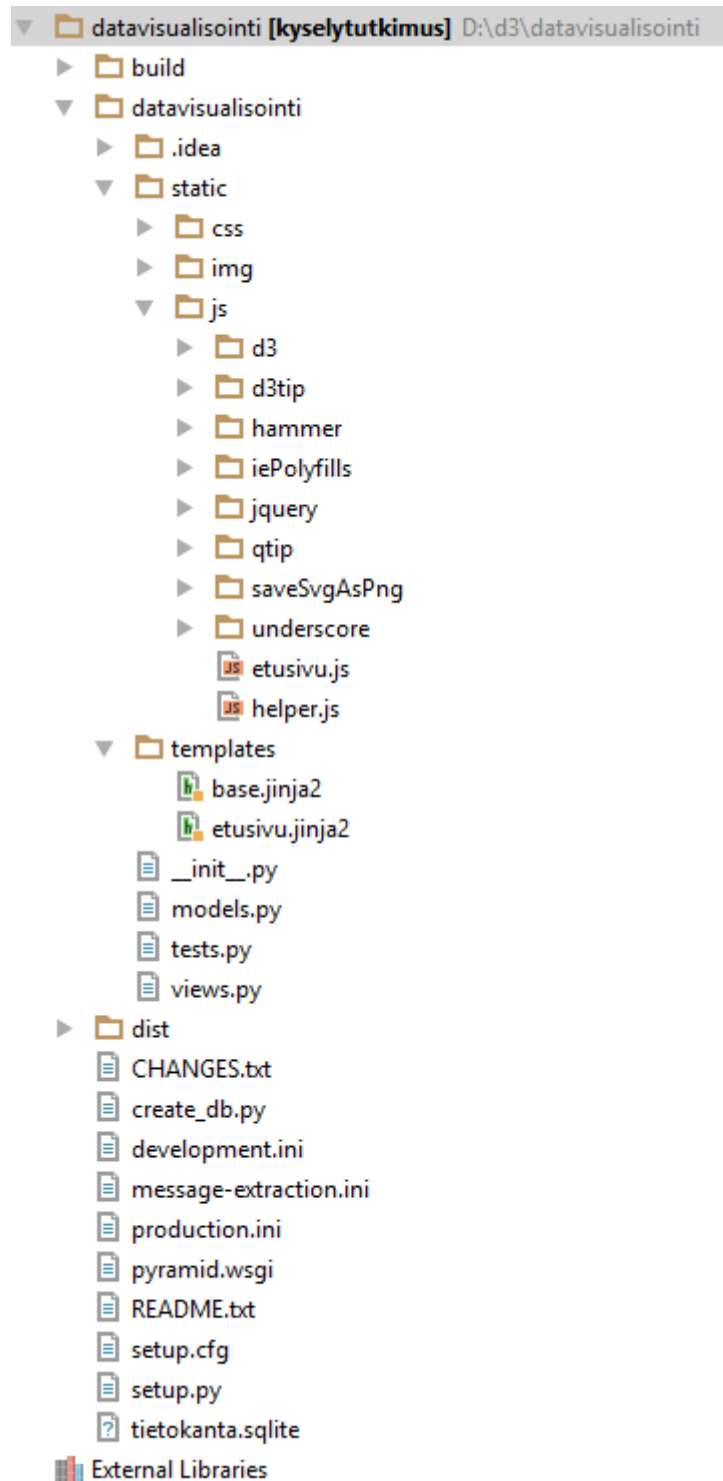 datavisualisointi [kyselytutkimus] D:\d3\datavisualisointi
build
datavisualisointi
.idea
static
css
img
js
d3
d3tip
hammer
iePolyfills
jquery
qtip
saveSvgAsPng
underscore
etusivu.js
helper.js
templates
base.jinja2
etusivu.jinja2
__init__.py
models.py
tests.py
views.py
dist
CHANGES.txt
create_db.py
development.ini
message-extraction.ini
production.ini
pyramid.wsgi
README.txt
setup.cfg
setup.py
tietokanta.sqlite
External Libraries